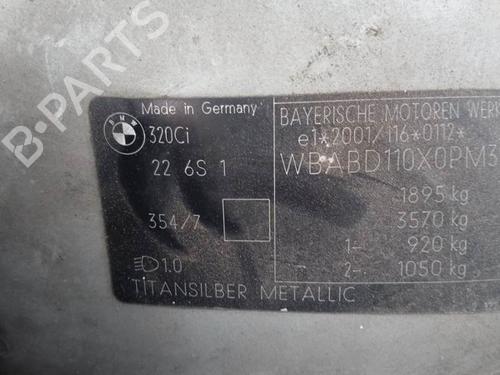 B-PARTS
Made in Germany
BAYERISCHE MOTOREN WER
BMW
320Ci
e1*2001/116*0112*
22 6S 1
WBABD110X0PM3
1895 kg
354/7
3570 kg
1- 920 kg
1.0
2- 1050 kg
TITANSILBER METALLIC